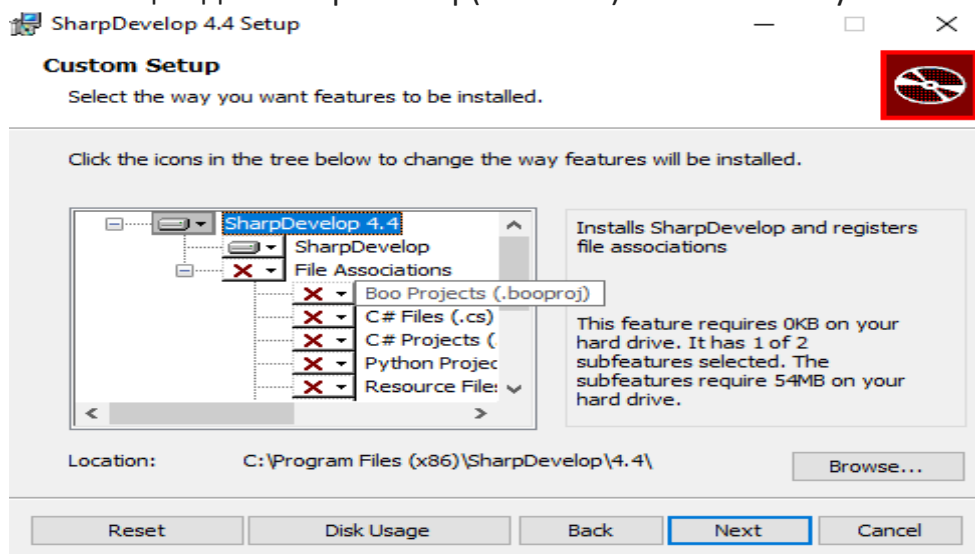 SharpDevelop 4.4 Setup
Custom Setup
Select the way you want features to be installed.
Click the icons in the tree below to change the way features will be installed.
SharpDevelop 4.4
SharpDevelop
File Associations
Boo Projects (.booproj)
C# Files (.cs)
C# Projects (
Python Projec
Resource File
Installs SharpDevelop and registers
file associations
This feature requires 0KB on your
hard drive. It has 1 of 2
subfeatures selected. The
subfeatures require 54MB on your
hard drive.
Location: C:\Program Files (x86)\SharpDevelop\4.4\
Browse...
Reset Disk Usage Back Next Cancel